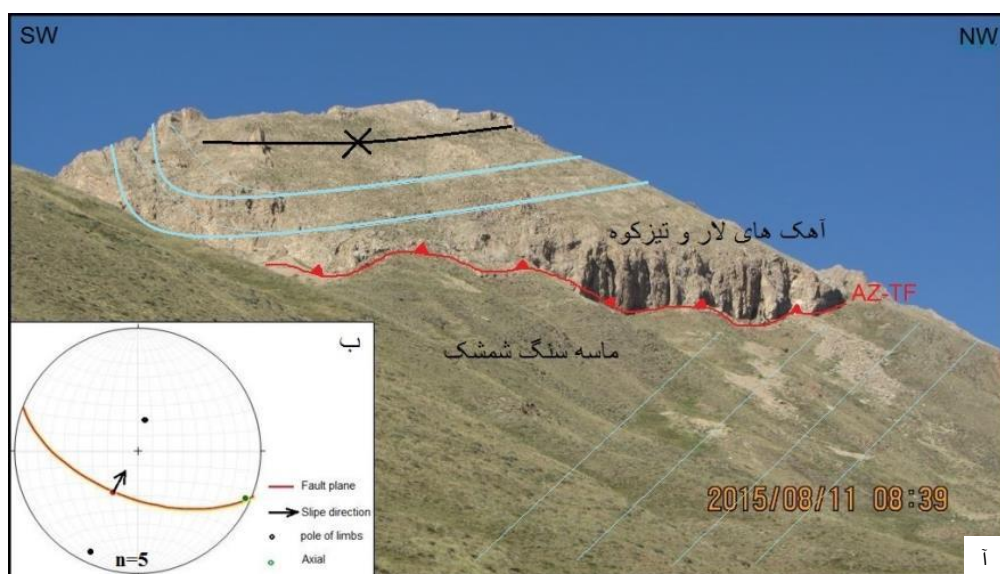 SW
NW
آهک های لار و تیزکوه
AZ-TF
ماسه سنگ شمشک
ب
Fault plane
Slipe direction
pole of limbs
Axial
n=5
2015/08/11 08:39
آ